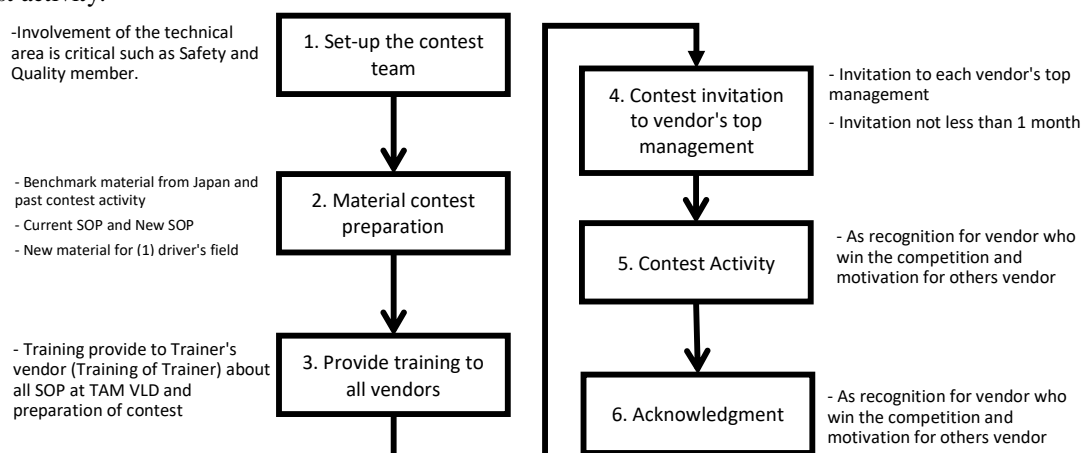 st activity.
-Involvement of the technical
area is critical such as Safety and
Quality member.
1. Set-up the contest
team
- Benchmark material from Japan and
past contest activity
- Current SOP and New SOP
- New material for (1) driver's field
2. Material contest
preparation
- Training provide to Trainer's
vendor (Training of Trainer) about
all SOP at TAM VLD and
preparation of contest
3. Provide training to
all vendors
4. Contest invitation
to vendor's top
management
- Invitation to each vendor's top
management
- Invitation not less than 1 month
5. Contest Activity
- As recognition for vendor who
win the competition and
motivation for others vendor
6. Acknowledgment
- As recognition for vendor who
win the competition and
motivation for others vendor